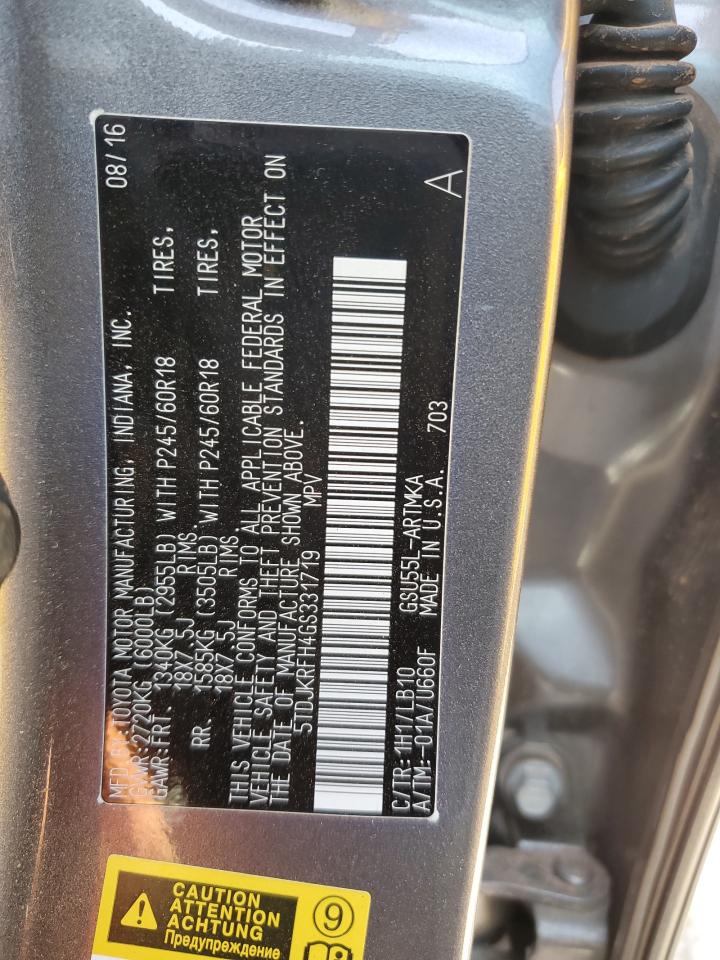 MFD.BY:TOYOTA MOTOR MANUFACTURING, INDIANA, INC. 08/16
GVWR:2720KG (6000LB)
GAWR:FRT. 1340KG (2955LB) WITH P245/60R18 TIRES,
18X7.5J RIMS.
RR. 1585KG (3505LB) WITH P245/60R18 TIRES,
18X7.5J RIMS.
THIS VEHICLE CONFORMS TO ALL APPLICABLE FEDERAL MOTOR
VEHICLE SAFETY AND THEFT PREVENTION STANDARDS IN EFFECT ON
THE DATE OF MANUFACTURE SHOWN ABOVE.
5TDJKRFH4GS331719 MPV
C/TR:1H1/LB10 GSU55L-ARTMKA
A/TM:-01A/U660F MADE IN U.S.A. 703
A
CAUTION
ATTENTION
ACHTUNG
Предупреждение
9